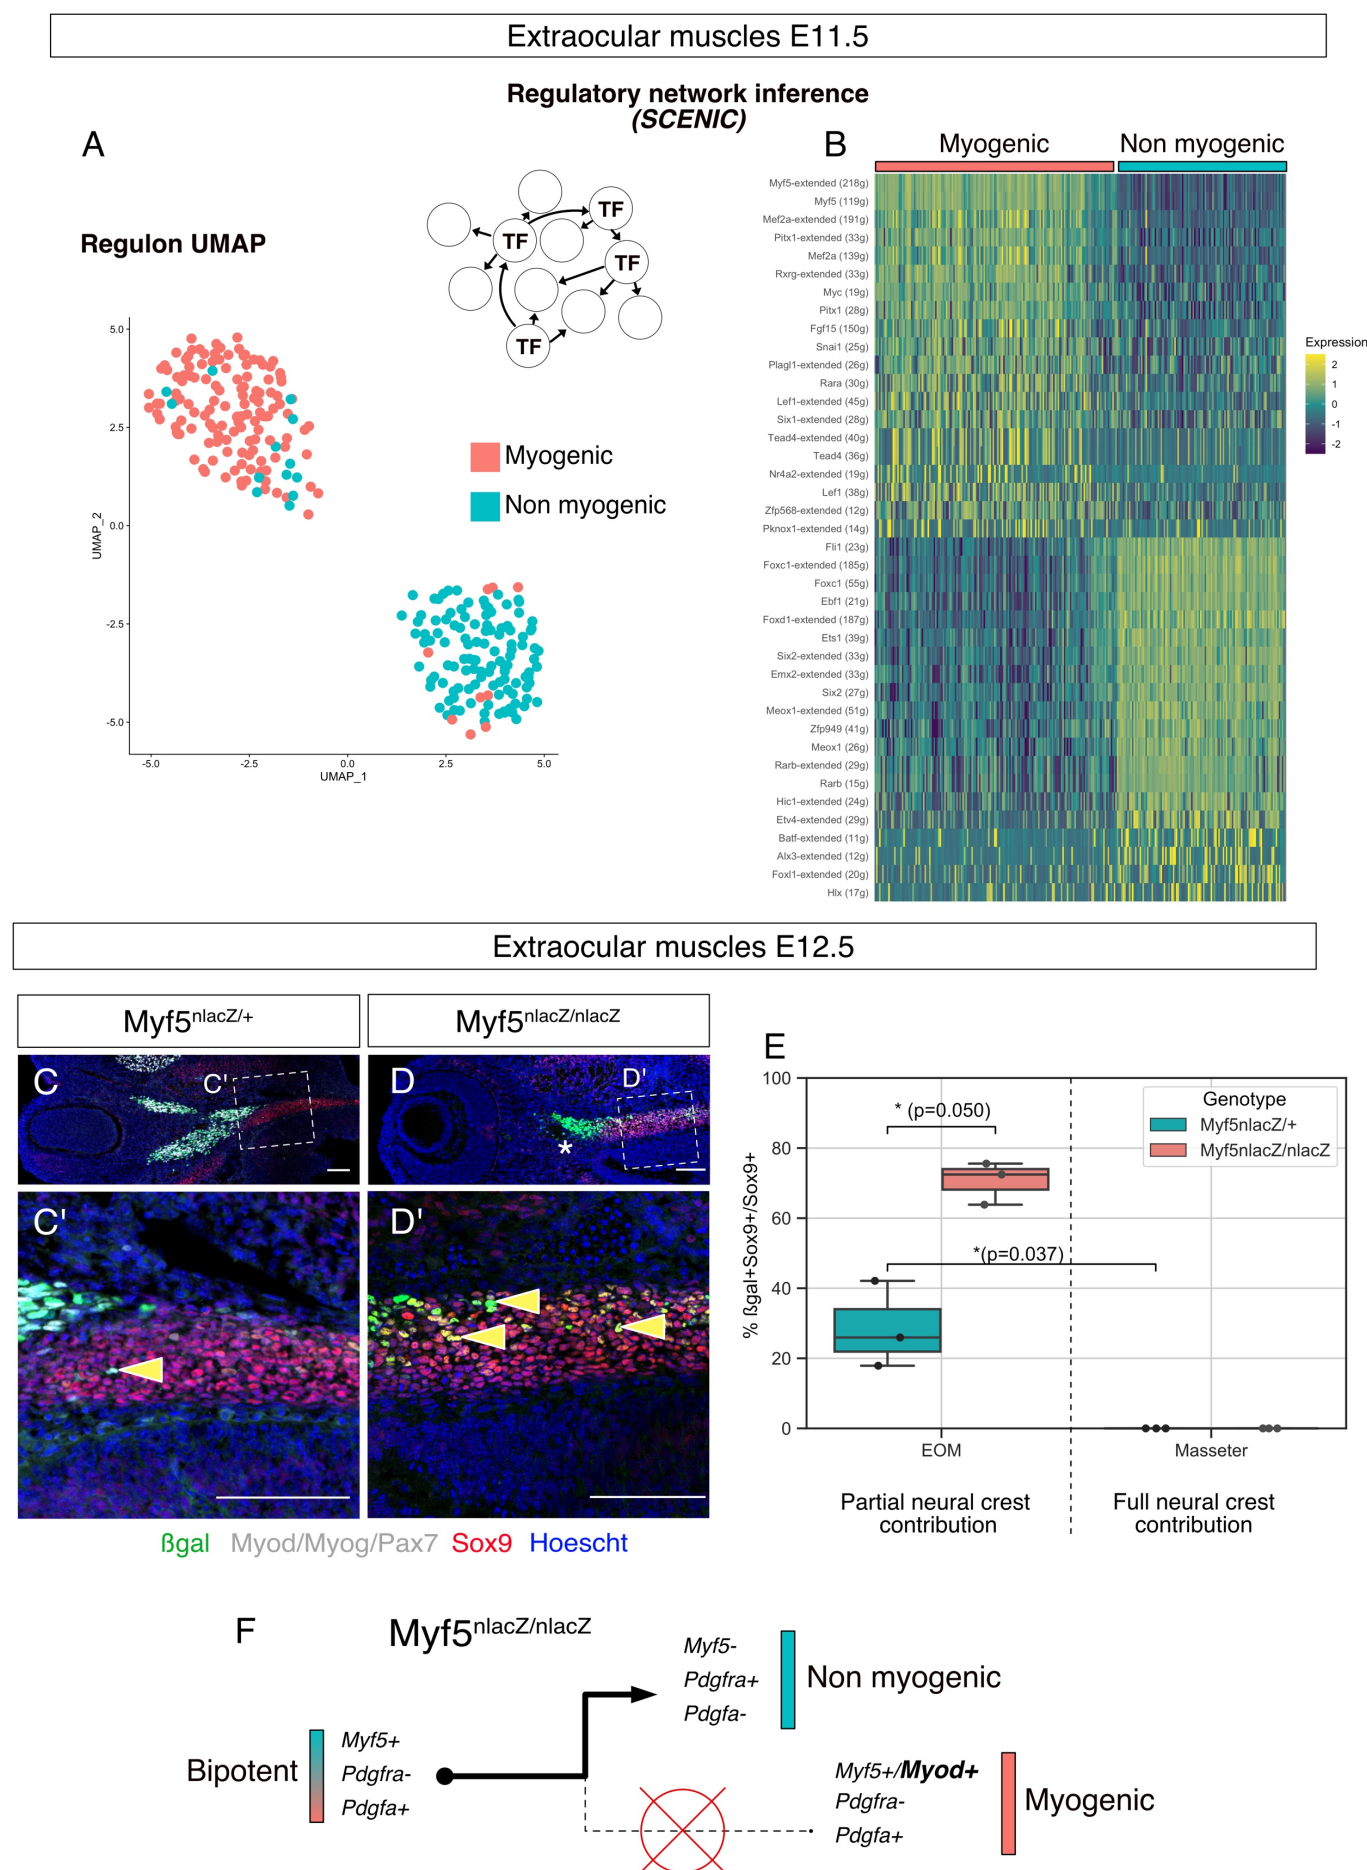 Extraocular muscles E11.5
Regulatory network inference
(SCENIC)
A
Regulon UMAP
TF
TF
TF
TF
5.0
2.5
0.0
-2.5
-5.0
UMAP_2
-5.0
-2.5
0.0
2.5
5.0
UMAP_1
Myogenic
Non myogenic
B
Myogenic
Non myogenic
Myf5-extended (218g)
Myf5 (119g)
Mef2a-extended (191g)
Pitx1-extended (33g)
Mef2a (139g)
Rxrg-extended (33g)
Myc (19g)
Pitx1 (28g)
Fgf15 (150g)
Snai1 (25g)
Plagl1-extended (26g)
Rara (30g)
Lef1-extended (45g)
Six1-extended (28g)
Tead4-extended (40g)
Tead4 (36g)
Nr4a2-extended (19g)
Lef1 (38g)
Zfp568-extended (12g)
Pknox1-extended (14g)
Fli1 (23g)
Foxc1-extended (185g)
Foxc1 (55g)
Ebf1 (21g)
Foxd1-extended (187g)
Ets1 (39g)
Six2-extended (33g)
Emx2-extended (33g)
Six2 (27g)
Meox1-extended (51g)
Zfp949 (41g)
Meox1 (26g)
Rarb-extended (29g)
Rarb (15g)
Hic1-extended (24g)
Etv4-extended (29g)
Batf-extended (11g)
Alx3-extended (12g)
Foxl1-extended (20g)
Hlx (17g)
Expression
2
1
0
-1
-2
Extraocular muscles E12.5
Myf5nlacZ/+
Myf5nlacZ/nlacZ
C
C'
D
D'
*
C'
D'
ßgal Myod/Myog/Pax7 Sox9 Hoescht
E
% ßgal+Sox9+/Sox9+
100
80
60
40
20
0
* (p=0.050)
*(p=0.037)
Genotype
Myf5nlacZ/+
Myf5nlacZ/nlacZ
EOM
Masseter
Partial neural crest
contribution
Full neural crest
contribution
F
Myf5nlacZ/nlacZ
Bipotent
Myf5+
Pdgfra-
Pdgfa+
Myf5-
Pdgfra+
Pdgfa-
Non myogenic
Myf5+/Myod+
Pdgfra-
Pdgfa+
Myogenic